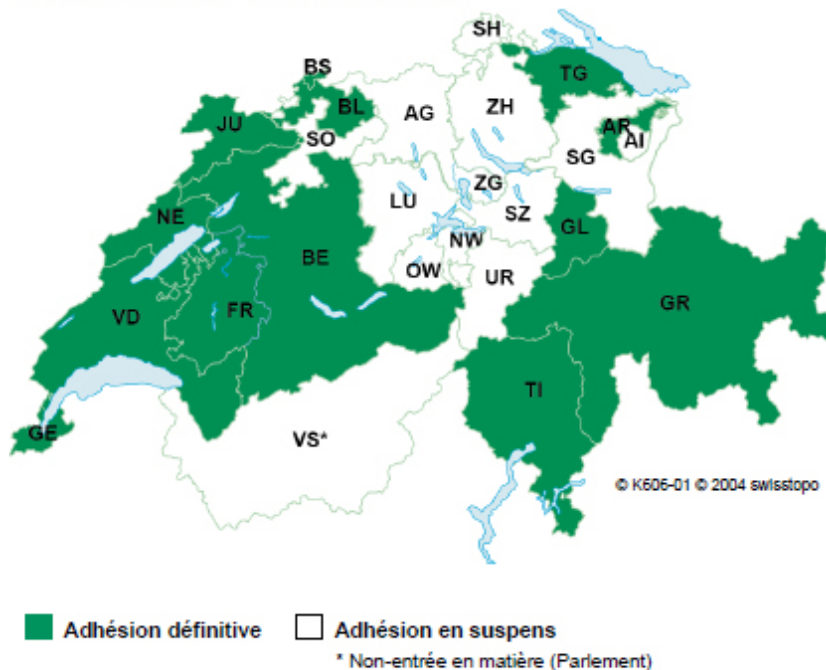 SH
BS
TG
BL
AG
ZH
JU
AR
AI
SO
SG
ZG
LU
SZ
NE
NW
GL
BE
OW
UR
GR
VD
FR
TI
GE
VS*
© K606-01 © 2004 swisstopo
Adhésion définitive
Adhésion en suspens
* Non-entrée en matière (Parlement)